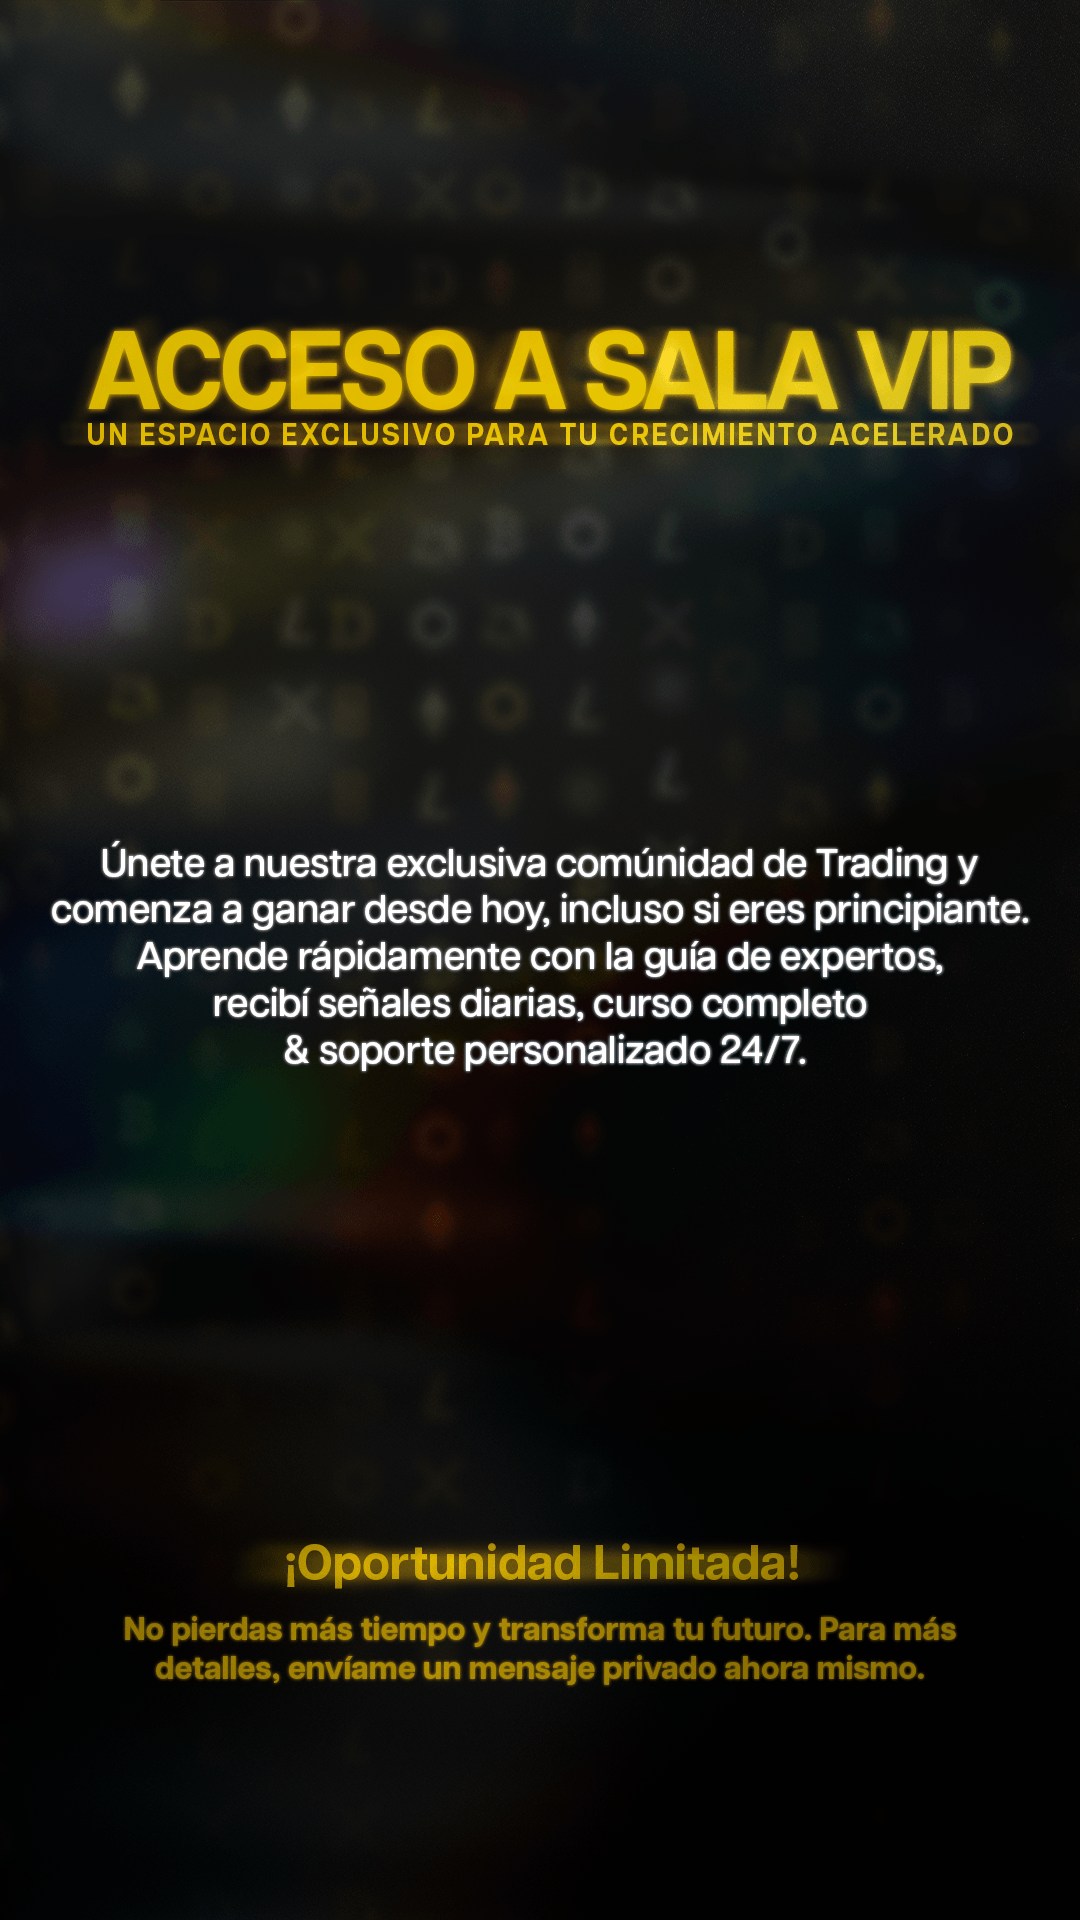 ACCESO A SALA VIP
UN ESPACIO EXCLUSIVO PARA TU CRECIMIENTO ACELERADO
Únete a nuestra exclusiva comúnidad de Trading y
comenza a ganar desde hoy, incluso si eres principiante.
Aprende rápidamente con la guía de expertos,
recibí señales diarias, curso completo
& soporte personalizado 24/7.
¡Oportunidad Limitada!
No pierdas más tiempo y transforma tu futuro. Para más
detalles, envíame un mensaje privado ahora mismo.